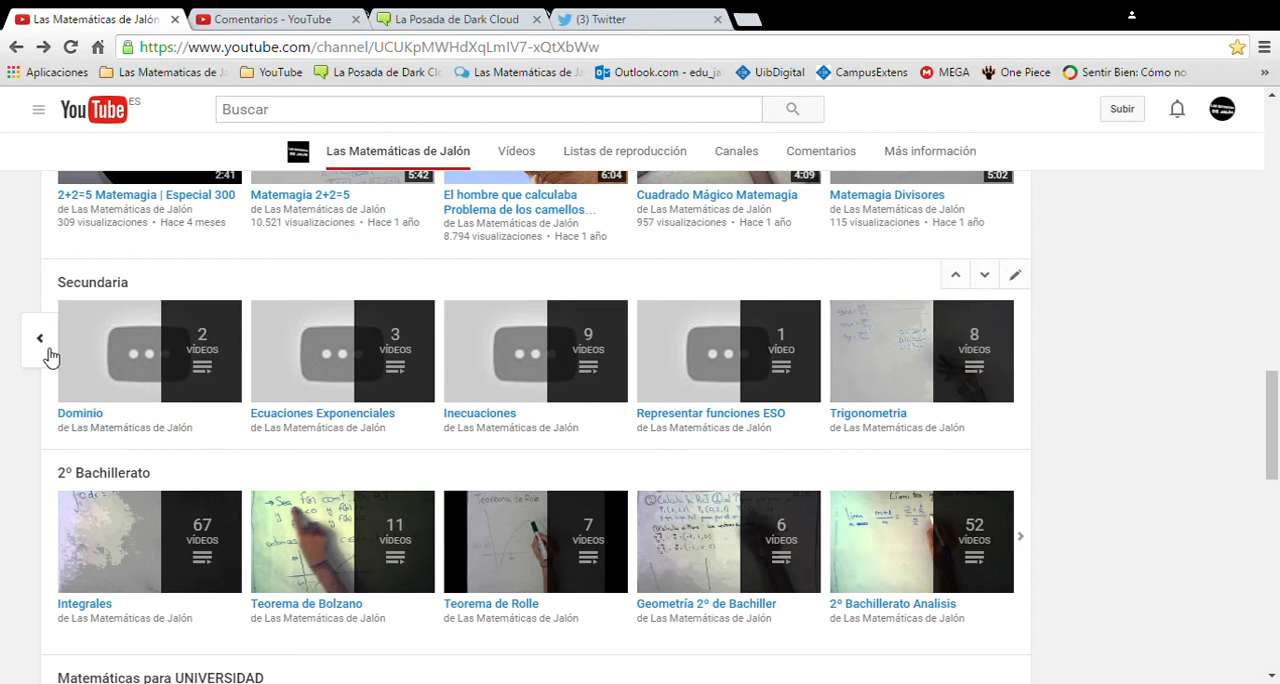 Las Matemáticas de Jalón
Comentarios - YouTube
La Posada de Dark Cloud
(3) Twitter
https://www.youtube.com/channel/UCUKpMWHdXqLmIV7-xQtXbWw
Aplicaciones
Las Matematicas de Ja
YouTube
La Posada de Dark Clo
Las Matemáticas de J
Outlook.com - edu_ja
UibDigital
CampusExtens
MEGA
One Piece
Sentir Bien: Cómo no
YouTube ES
Buscar
Subir
Las Matemáticas de Jalón
Vídeos
Listas de reproducción
Canales
Comentarios
Más información
2:41
5:42
6:04
4:09
5:02
2+2=5 Matemagia | Especial 300
de Las Matemáticas de Jalón
309 visualizaciones • Hace 4 meses
Matemagia 2+2=5
de Las Matemáticas de Jalón
10.521 visualizaciones • Hace 1 año
El hombre que calculaba
Problema de los camellos...
de Las Matemáticas de Jalón
8.794 visualizaciones • Hace 1 año
Cuadrado Mágico Matemagia
de Las Matemáticas de Jalón
957 visualizaciones • Hace 1 año
Matemagia Divisores
de Las Matemáticas de Jalón
115 visualizaciones • Hace 1 año
Secundaria
2
VÍDEOS
Dominio
de Las Matemáticas de Jalón
3
VÍDEOS
Ecuaciones Exponenciales
de Las Matemáticas de Jalón
9
VÍDEOS
Inecuaciones
de Las Matemáticas de Jalón
1
VÍDEO
Representar funciones ESO
de Las Matemáticas de Jalón
8
VÍDEOS
Trigonometria
de Las Matemáticas de Jalón
2º Bachillerato
67
VÍDEOS
Integrales
de Las Matemáticas de Jalón
11
VÍDEOS
Teorema de Bolzano
de Las Matemáticas de Jalón
Teorema de Role
7
VÍDEOS
Teorema de Rolle
de Las Matemáticas de Jalón
6
VÍDEOS
Geometría 2º de Bachiller
de Las Matemáticas de Jalón
52
VÍDEOS
2º Bachillerato Analisis
de Las Matemáticas de Jalón
Matemáticas para UNIVERSIDAD